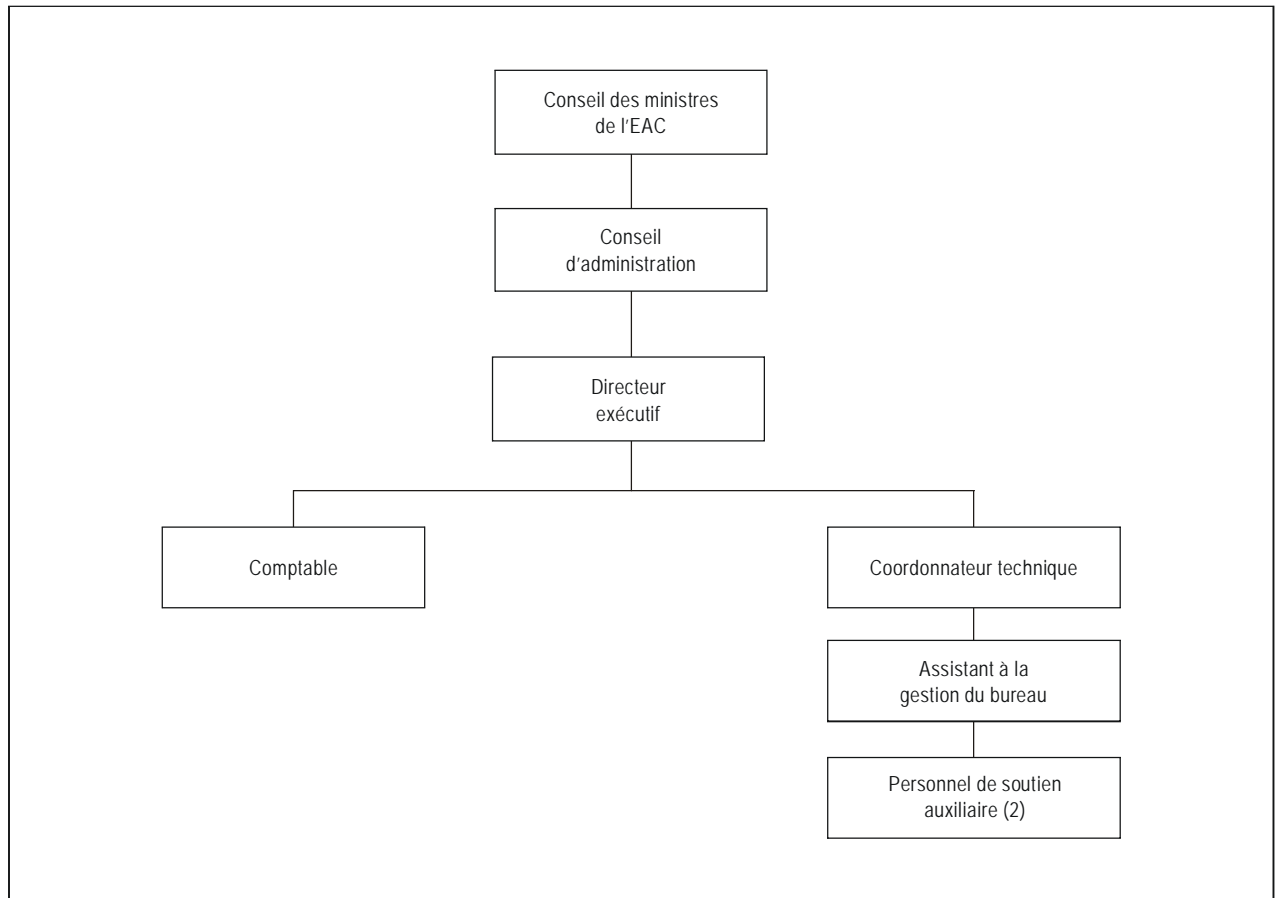 Conseil des ministres
de l'EAC
Conseil
d'administration
Directeur
exécutif
Comptable
Coordonnateur technique
Assistant à la
gestion du bureau
Personnel de soutien
auxiliaire (2)